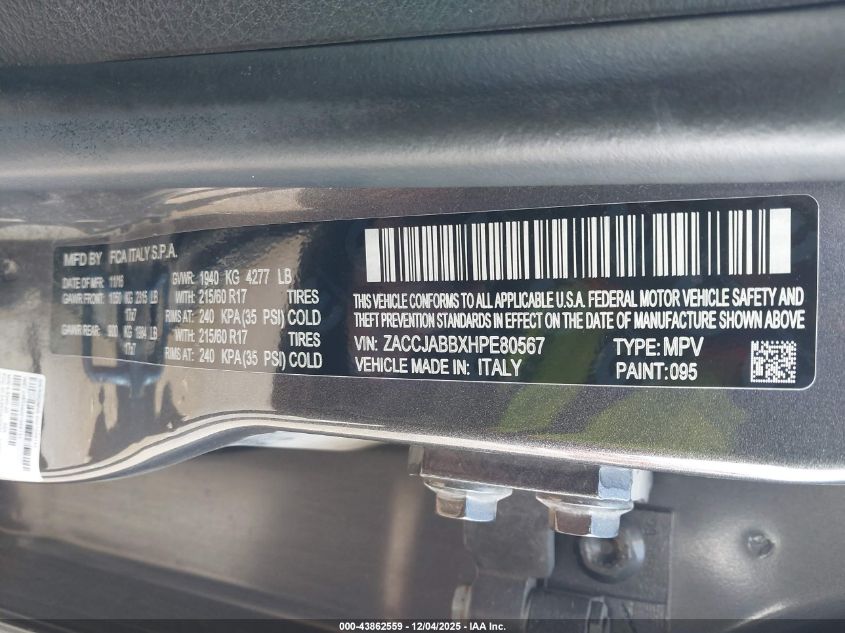 MFD BY FCA ITALY S.P.A.
DATE OF MFD: 11/16 GVWR: 1940 KG 4277 LB
GAWR FRONT: 1050 KG 2315 LB WITH: 215/60 R17 TIRES
17x7 RIMS AT: 240 KPA(35 PSI) COLD
GAWR REAR: 900 KG 1984 LB WITH: 215/60 R17 TIRES
17x7 RIMS AT: 240 KPA(35 PSI) COLD
THIS VEHICLE CONFORMS TO ALL APPLICABLE U.S.A. FEDERAL MOTOR VEHICLE SAFETY AND
THEFT PREVENTION STANDARDS IN EFFECT ON THE DATE OF MANUFACTURE SHOWN ABOVE
VIN: ZACCJABBXHPE80567 TYPE: MPV
VEHICLE MADE IN: ITALY PAINT:095
000-43862559 - 12/04/2025 - IAA Inc.